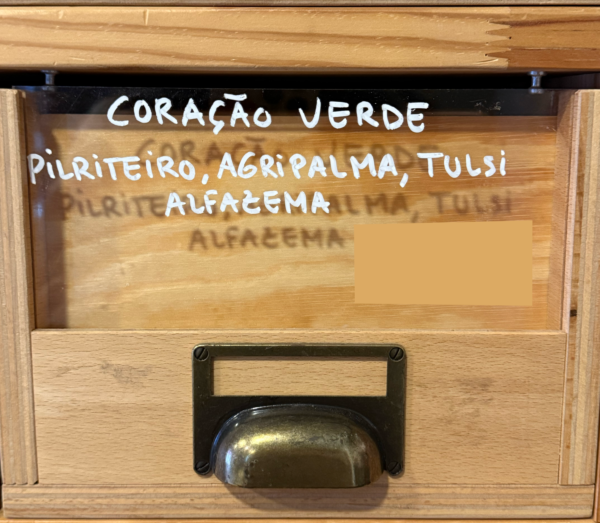 CORAÇÃO VERDE
PILRITEIRO, AGRIPALMA, TULSI
ALFAZEMA